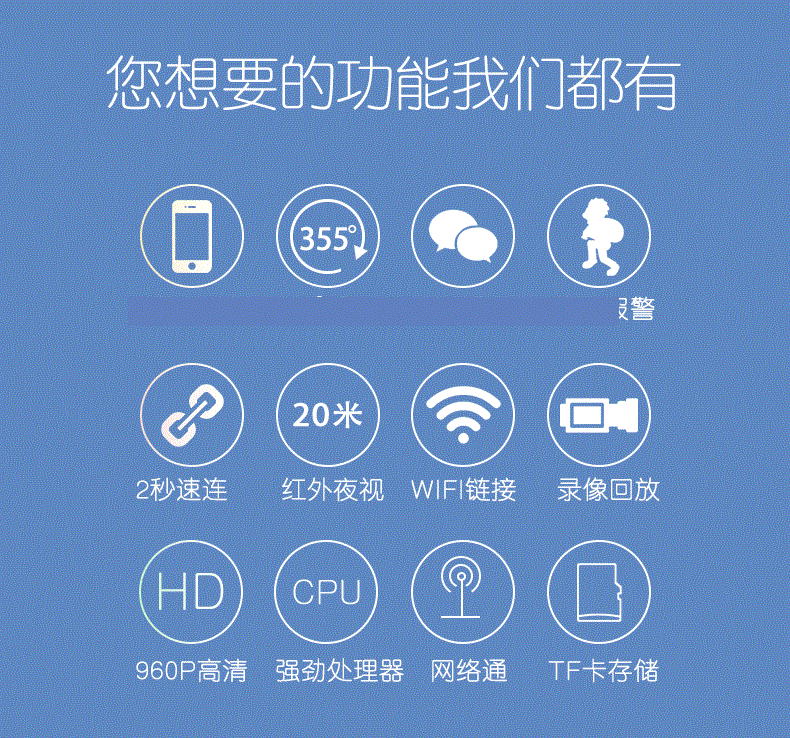 您想要的功能我们都有
355°
警
20米
2秒速连 红外夜视 WIFI链接 录像回放
HD CPU
960P高清 强劲处理器 网络通 TF卡存储